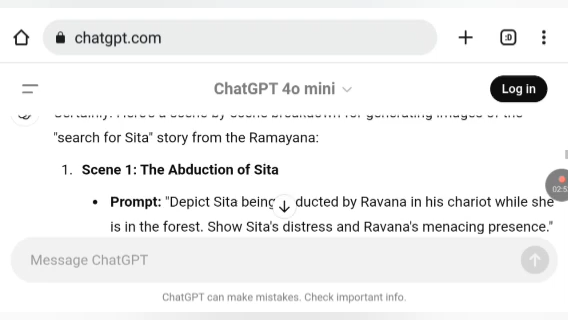 chatgpt.com
:D
ChatGPT 4o mini
Log in
"search for Sita" story from the Ramayana:
1. Scene 1: The Abduction of Sita
• Prompt: "Depict Sita being ducted by Ravana in his chariot while she
is in the forest. Show Sita's distress and Ravana's menacing presence."
Message ChatGPT
ChatGPT can make mistakes. Check important info.